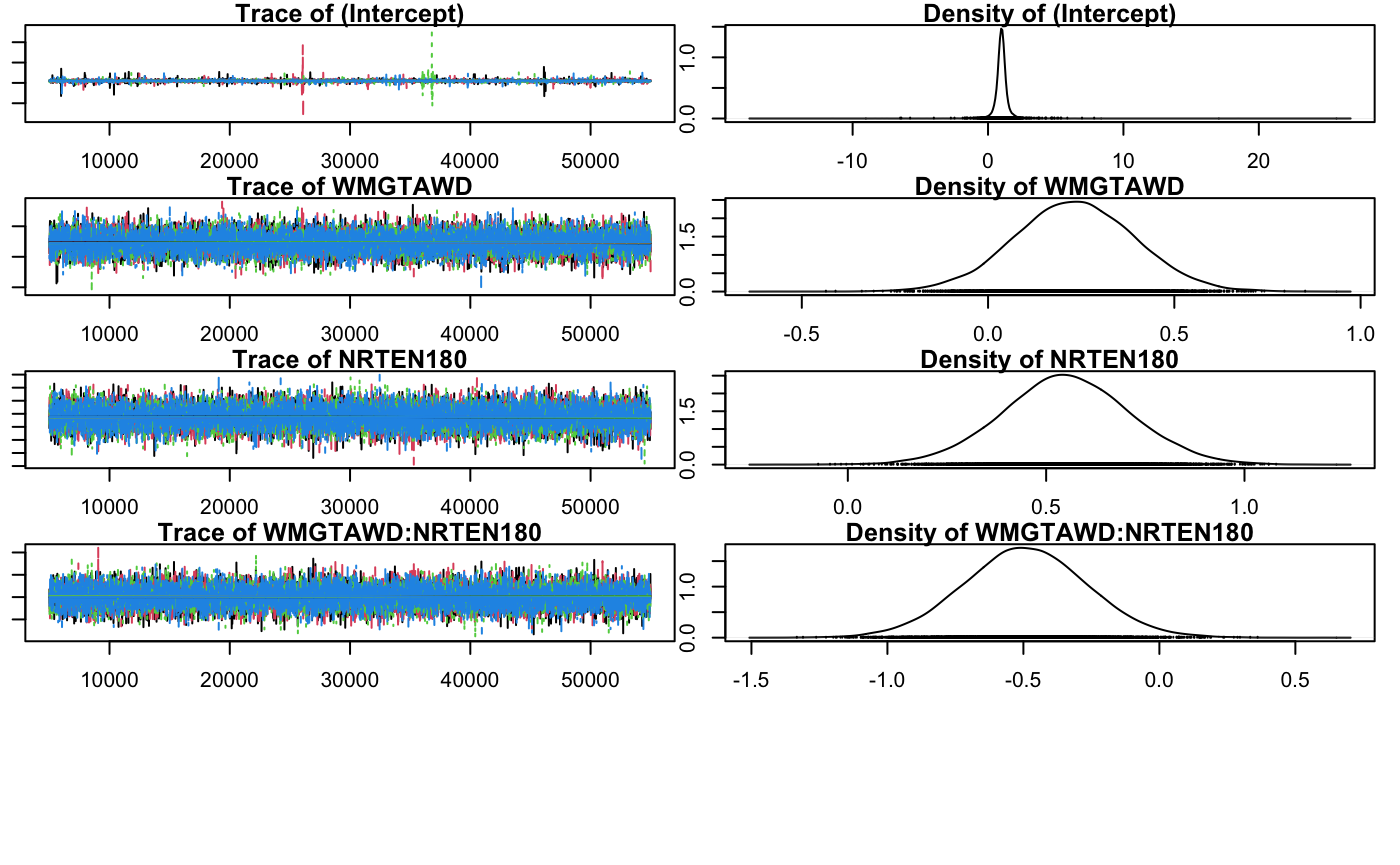 Trace of (Intercept)
Density of (Intercept)
0.0 1.0
10000 20000 30000 40000 50000
-10 0 10 20
Trace of WMGTAWD
Density of WMGTAWD
0.0 1.5
10000 20000 30000 40000 50000
-0.5 0.0 0.5 1.0
Trace of NRTEN180
Density of NRTEN180
0.0 1.5
10000 20000 30000 40000 50000
0.0 0.5 1.0
Trace of WMGTAWD:NRTEN180
Density of WMGTAWD:NRTEN180
0.0 1.0
10000 20000 30000 40000 50000
-1.5 -1.0 -0.5 0.0 0.5